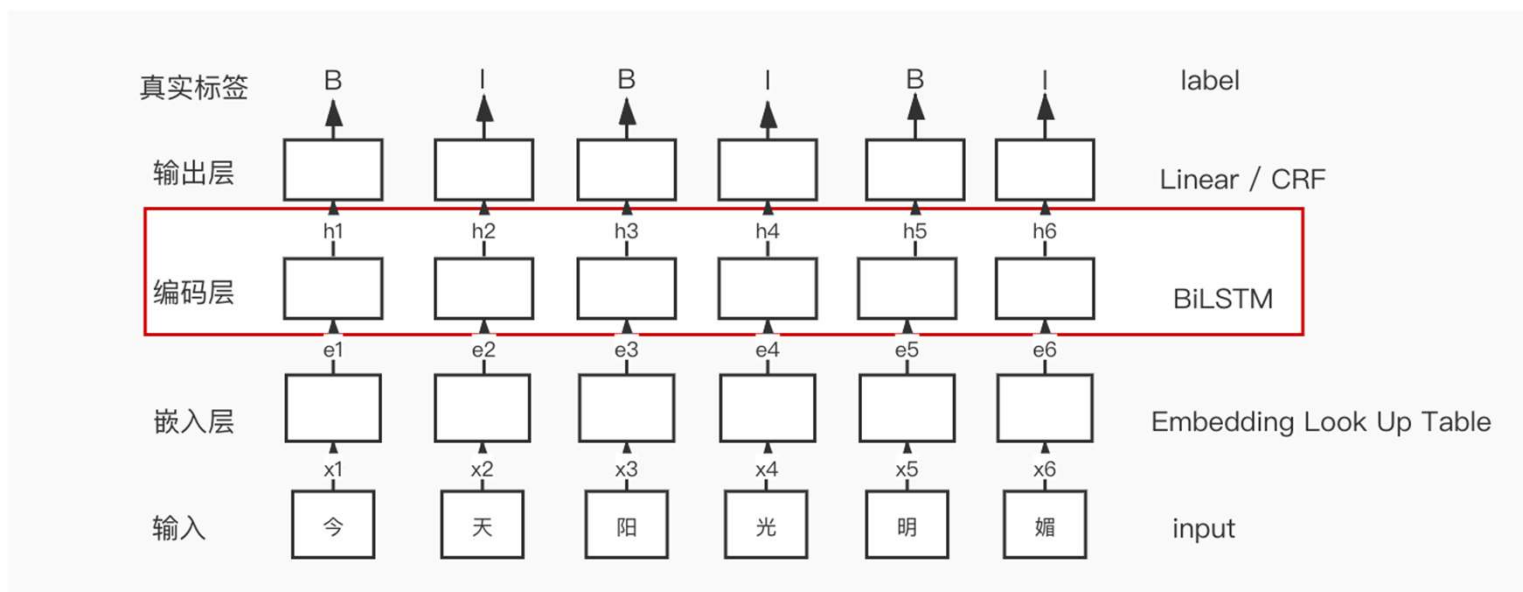 真实标签 B I B I B I label
输出层 Linear / CRF
h1 h2 h3 h4 h5 h6
编码层 BiLSTM
e1 e2 e3 e4 e5 e6
嵌入层 Embedding Look Up Table
x1 x2 x3 x4 x5 x6
输入 今 天 阳 光 明 媚 input